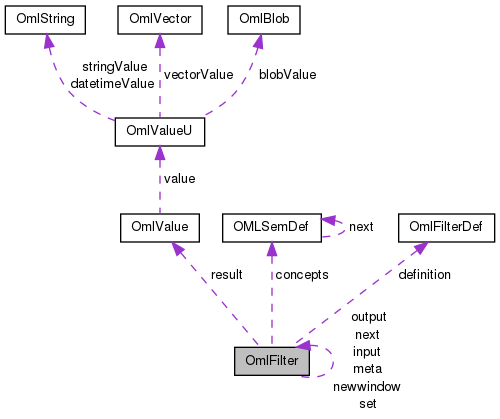 OmlString
OmlVector
OmlBlob
stringValue
datetimeValue
vectorValue
blobValue
OmlValueU
value
OmlValue
OMLSemDef
next
OmlFilterDef
result
concepts
definition
output
next
input
meta
newwindow
set
OmlFilter